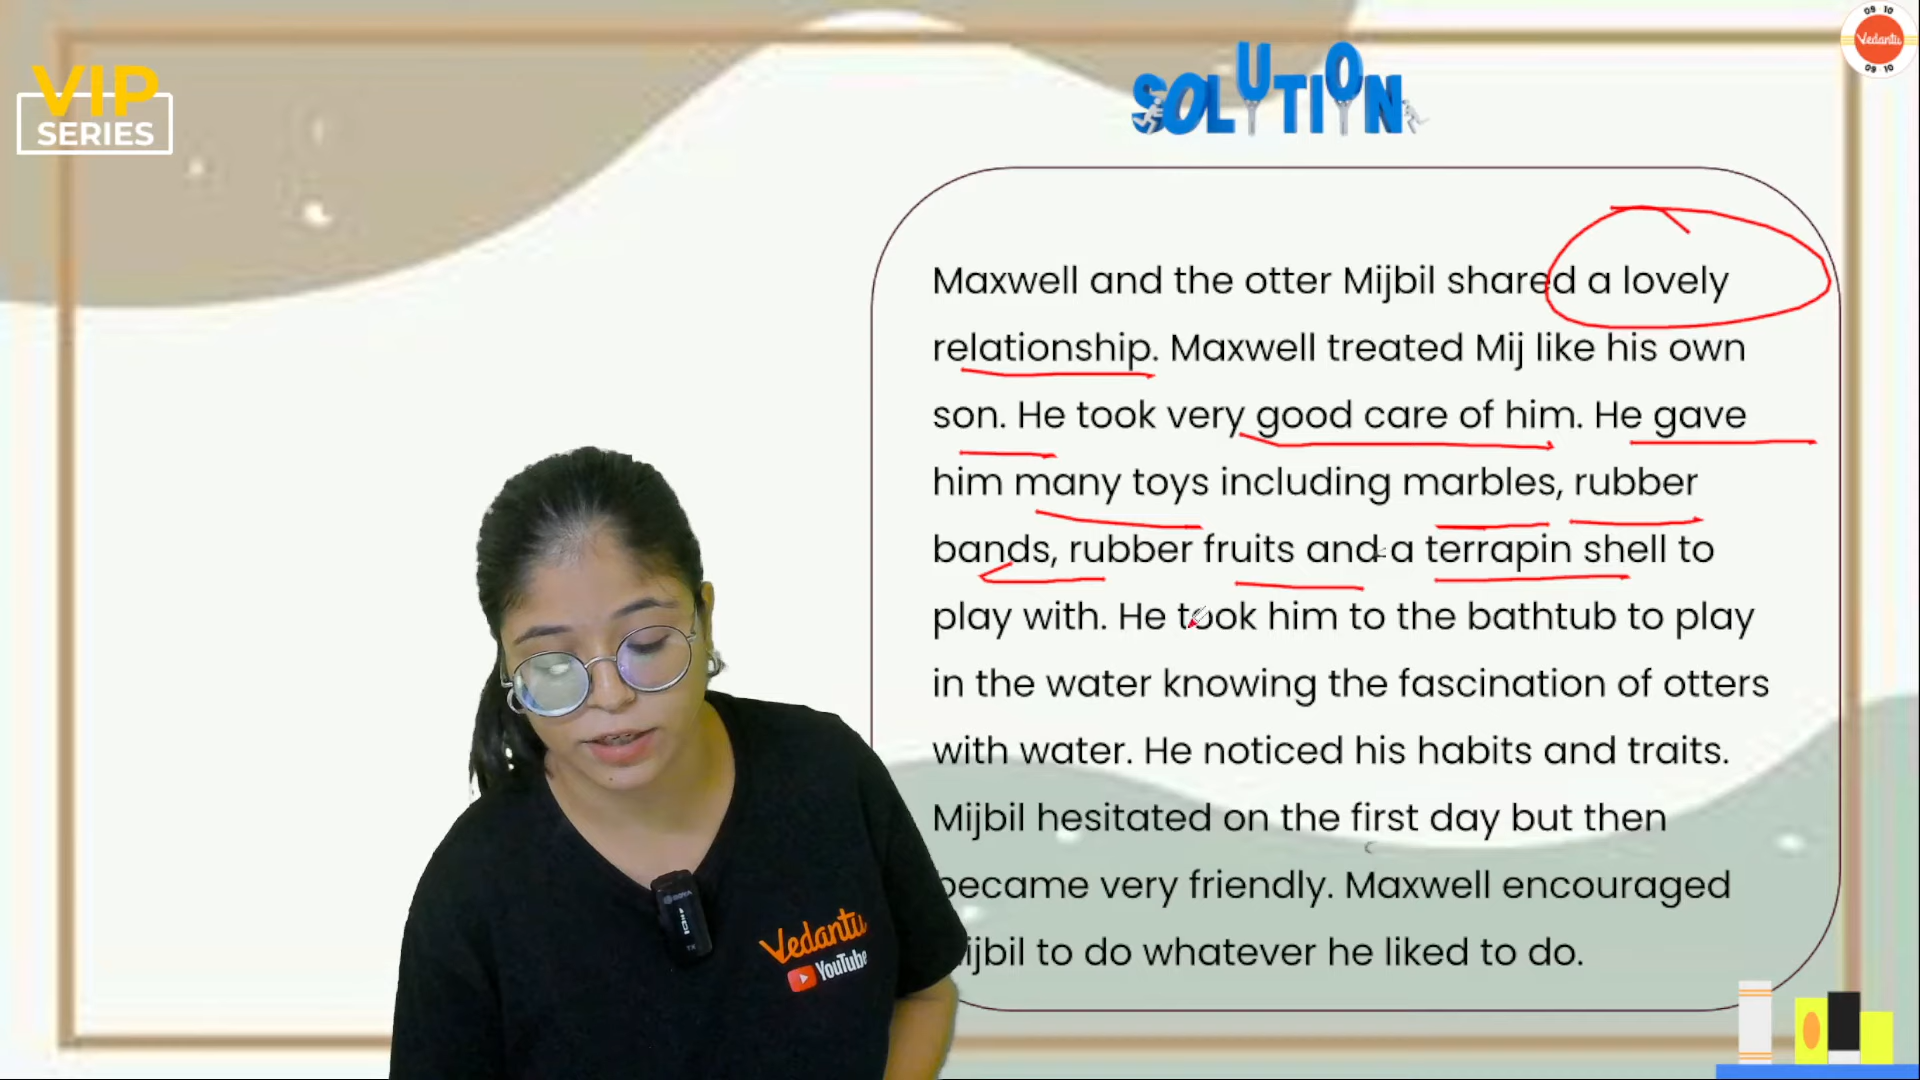 VIP
SERIES
SOLUTION
09 10
Vedantu
09 10
Maxwell and the otter Mijbil shared a lovely
relationship. Maxwell treated Mij like his own
son. He took very good care of him. He gave
him many toys including marbles, rubber
bands, rubber fruits and a terrapin shell to
play with. He took him to the bathtub to play
in the water knowing the fascination of otters
with water. He noticed his habits and traits.
Mijbil hesitated on the first day but then
became very friendly. Maxwell encouraged
ijbil to do whatever he liked to do.
Vedantu
YouTube